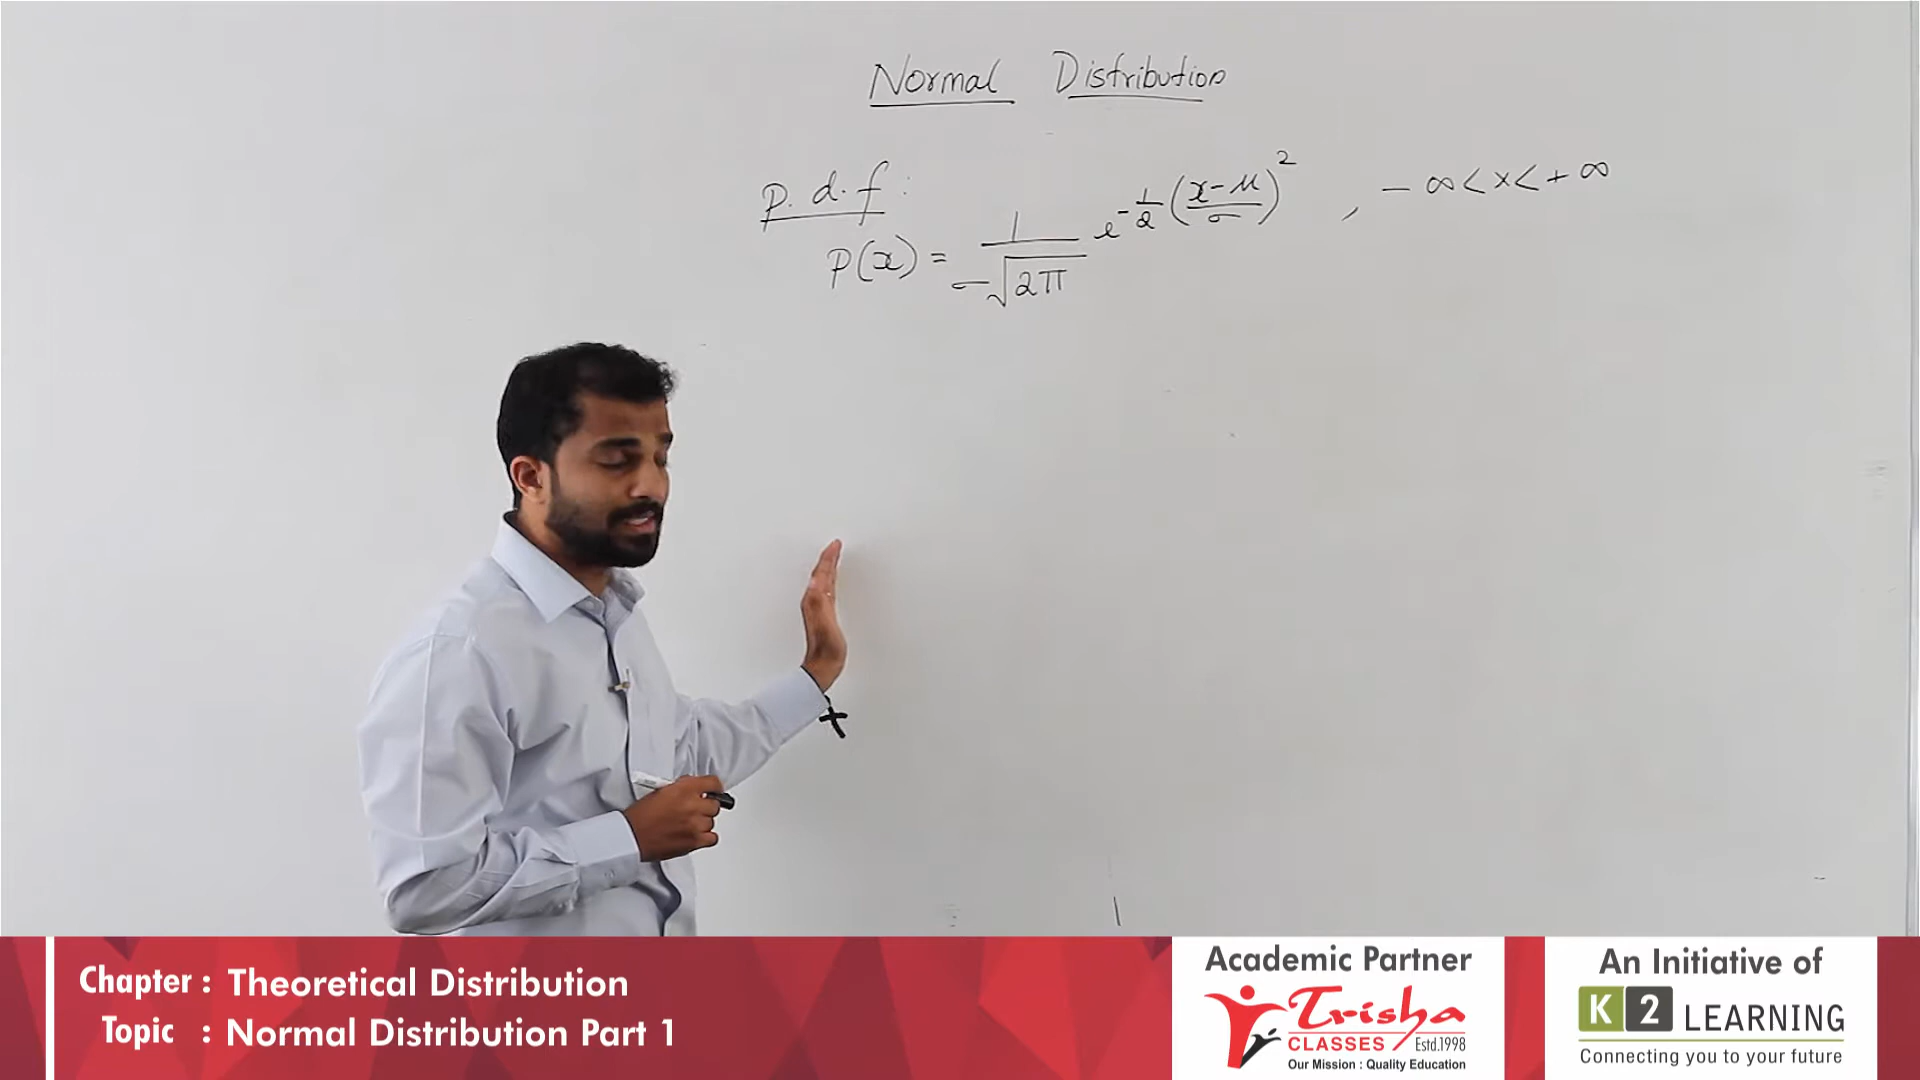 Normal Distribution
p.d.f:
P(x) = 1/σ√2π e^-1/2(x-μ/σ)^2 , -∞<x<+∞
Chapter : Theoretical Distribution
Topic : Normal Distribution Part 1
Academic Partner
Trisha
CLASSES Estd.1998
Our Mission : Quality Education
An Initiative of
K2 LEARNING
Connecting you to your future